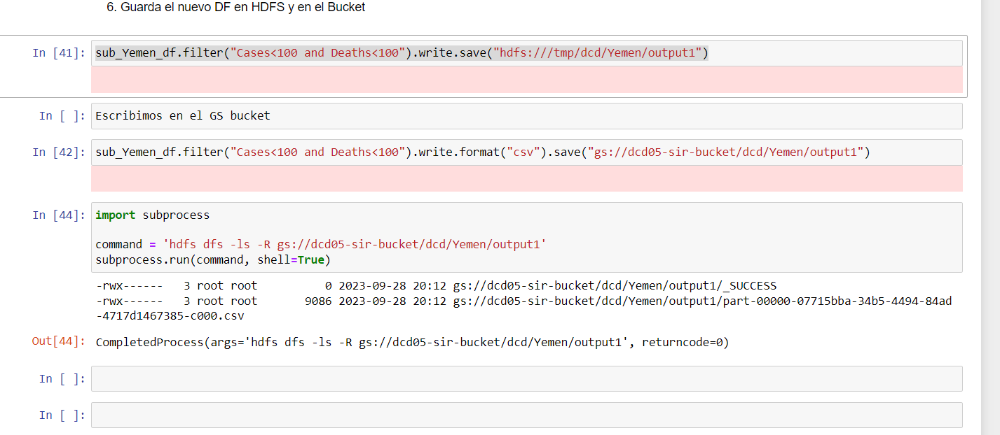 6. Guarda el nuevo DF en HDFS y en el Bucket
In [41]: sub_Yemen_df.filter("Cases<100 and Deaths<100").write.save("hdfs:///tmp/dcd/Yemen/output1")
In [ ]: Escribimos en el GS bucket
In [42]: sub_Yemen_df.filter("Cases<100 and Deaths<100").write.format("csv").save("gs://dcd05-sir-bucket/dcd/Yemen/output1")
In [44]: import subprocess
command = 'hdfs dfs -ls -R gs://dcd05-sir-bucket/dcd/Yemen/output1'
subprocess.run(command, shell=True)
-rwx------   3 root root          0 2023-09-28 20:12 gs://dcd05-sir-bucket/dcd/Yemen/output1/_SUCCESS
-rwx------   3 root root       9086 2023-09-28 20:12 gs://dcd05-sir-bucket/dcd/Yemen/output1/part-00000-07715bba-34b5-4494-84ad
-4717d1467385-c000.csv
Out[44]: CompletedProcess(args='hdfs dfs -ls -R gs://dcd05-sir-bucket/dcd/Yemen/output1', returncode=0)
In [ ]:
In [ ]: